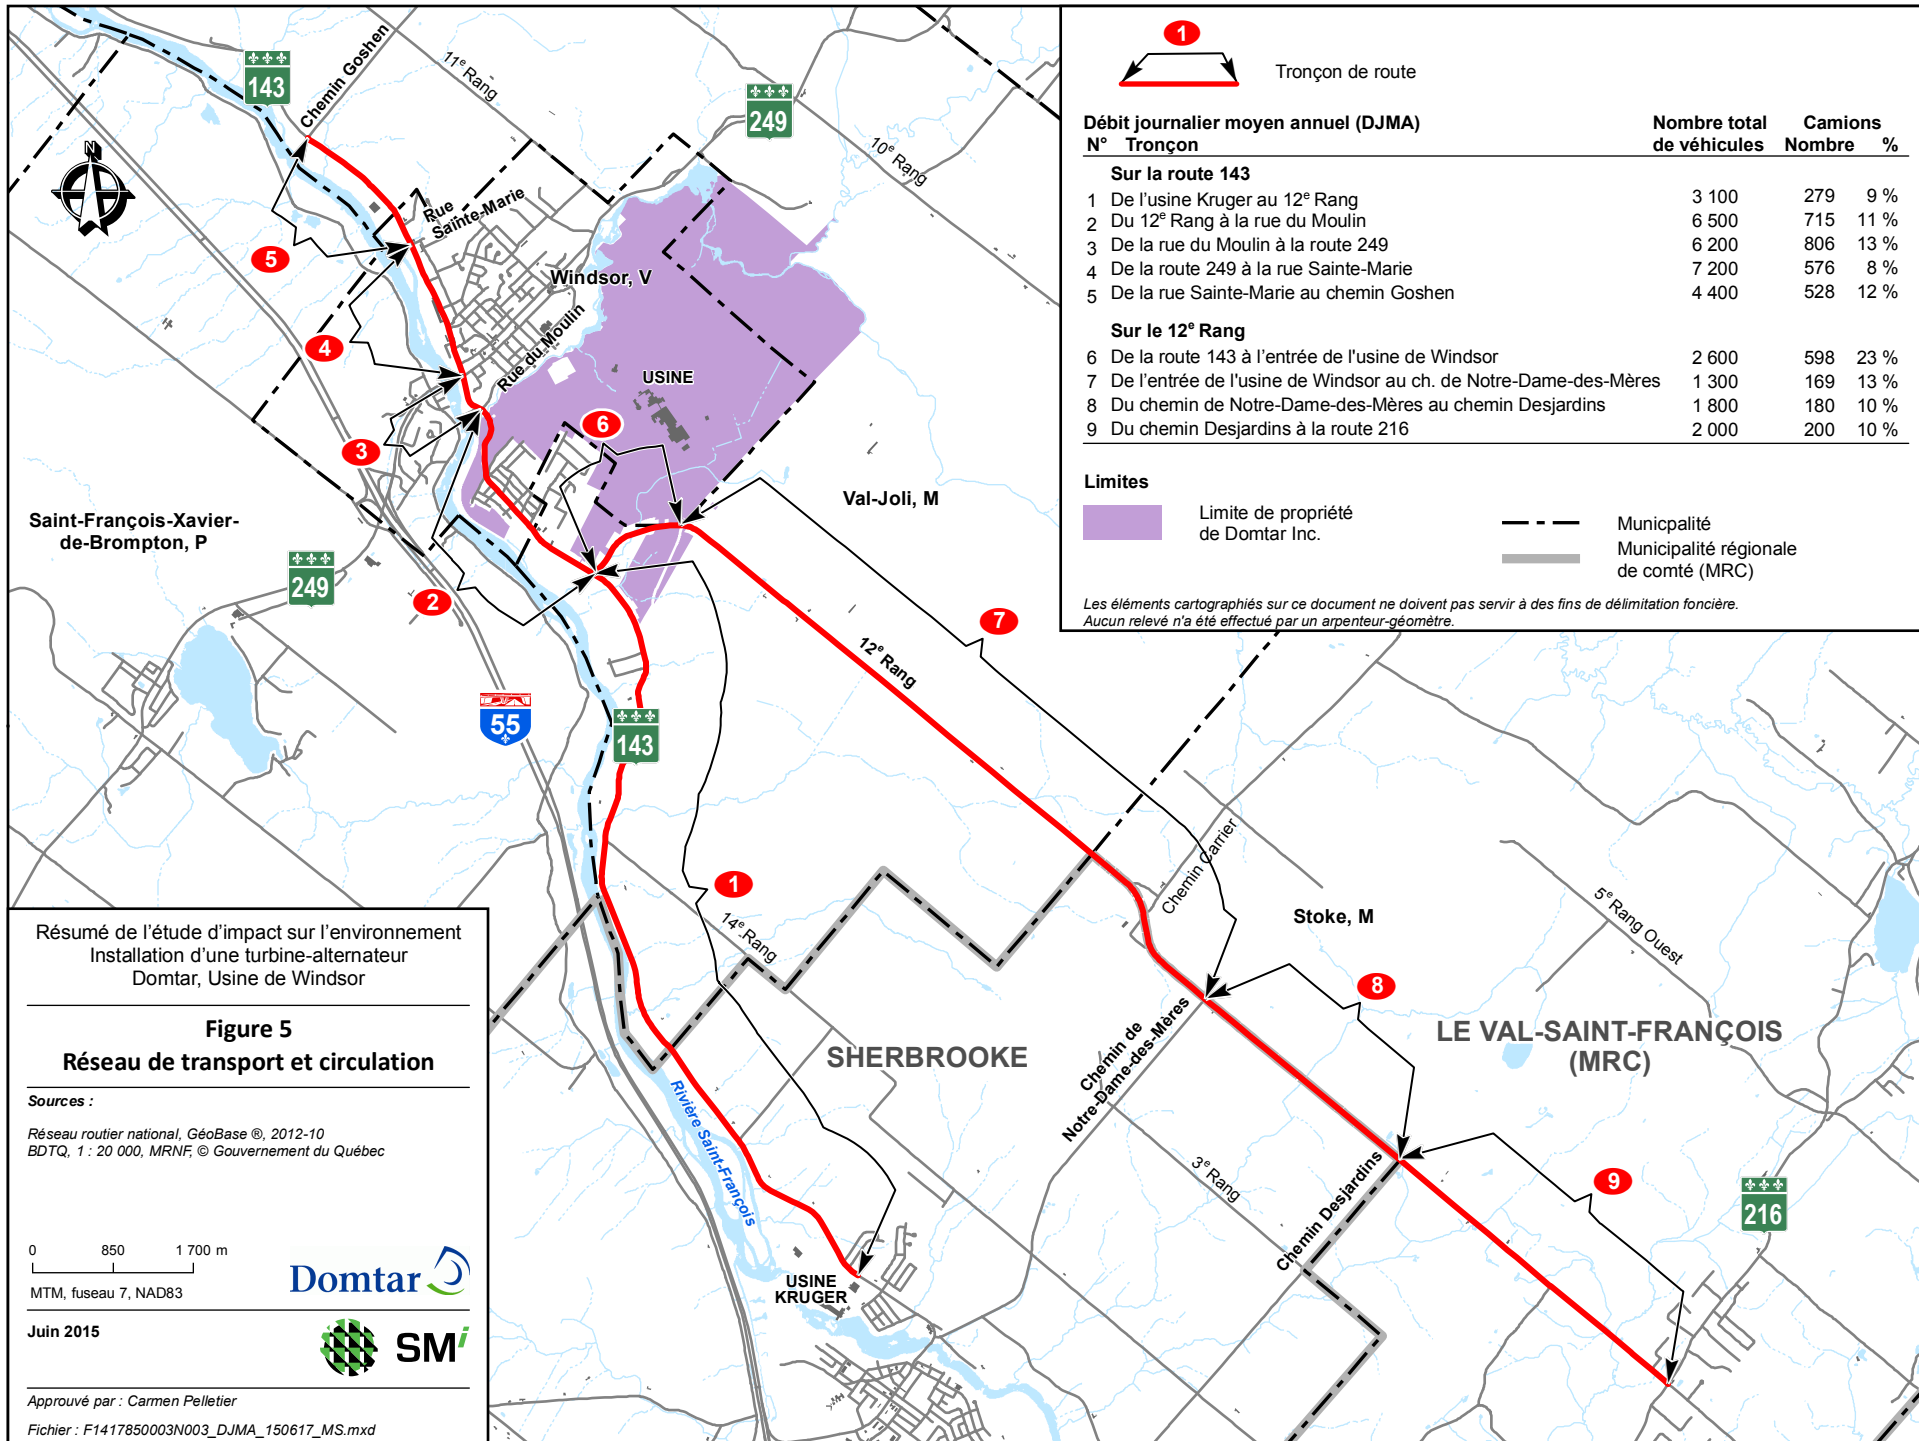 1
Tronçon de route
Débit journalier moyen annuel (DJMA)
Nombre total de véhicules
Camions
N° Tronçon
Nombre %
Sur la route 143
1 De l'usine Kruger au 12e Rang 3 100 279 9 %
2 Du 12e Rang à la rue du Moulin 6 500 715 11 %
3 De la rue du Moulin à la route 249 6 200 806 13 %
4 De la route 249 à la rue Sainte-Marie 7 200 576 8 %
5 De la rue Sainte-Marie au chemin Goshen 4 400 528 12 %
Sur le 12e Rang
6 De la route 143 à l'entrée de l'usine de Windsor 2 600 598 23 %
7 De l'entrée de l'usine de Windsor au ch. de Notre-Dame-des-Mères 1 300 169 13 %
8 Du chemin de Notre-Dame-des-Mères au chemin Desjardins 1 800 180 10 %
9 Du chemin Desjardins à la route 216 2 000 200 10 %
Limites
Limite de propriété
de Domtar Inc.
Municpalité
Municipalité régionale
de comté (MRC)
Les éléments cartographiés sur ce document ne doivent pas servir à des fins de délimitation foncière.
Aucun relevé n'a été effectué par un arpenteur-géomètre.
143
Chemin Goshen
11e Rang
249
10e Rang
N
Rue
Sainte-Marie
5
Windsor, V
4
Rue du Moulin
USINE
3
6
Val-Joli, M
Saint-François-Xavier-
de-Brompton, P
249
2
7
12e Rang
55
143
1
Chemin Carrier
14e Rang
Stoke, M
5e Rang Ouest
8
SHERBROOKE
LE VAL-SAINT-FRANÇOIS
(MRC)
Chemin de
Notre-Dame-des-Mères
Rivière Saint-François
3e Rang
Chemin Desjardins
9
216
USINE
KRUGER
Résumé de l'étude d'impact sur l'environnement
Installation d'une turbine-alternateur
Domtar, Usine de Windsor
Figure 5
Réseau de transport et circulation
Sources :
Réseau routier national, GéoBase ®, 2012-10
BDTQ, 1 : 20 000, MRNF, © Gouvernement du Québec
0 850 1 700 m
MTM, fuseau 7, NAD83
Domtar
Juin 2015
SMi
Approuvé par : Carmen Pelletier
Fichier : F1417850003N003_DJMA_150617_MS.mxd